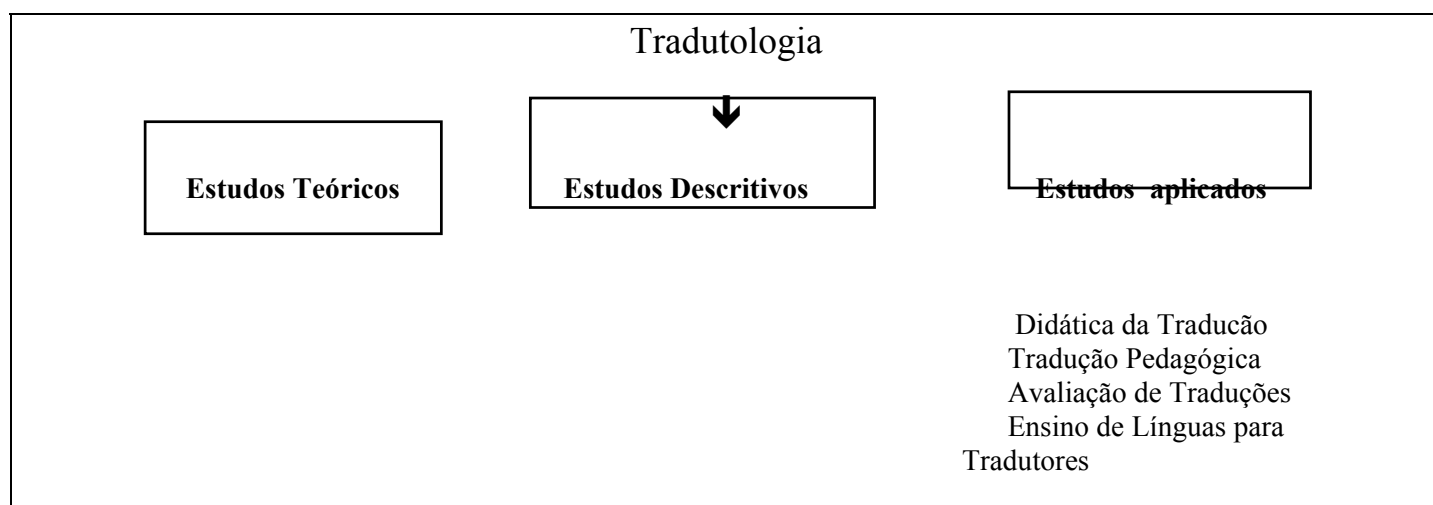 Tradutologia
Estudos Teóricos
Estudos Descritivos
Estudos aplicados
Didática da Traducão
Tradução Pedagógica
Avaliação de Traduções
Ensino de Línguas para
Tradutores